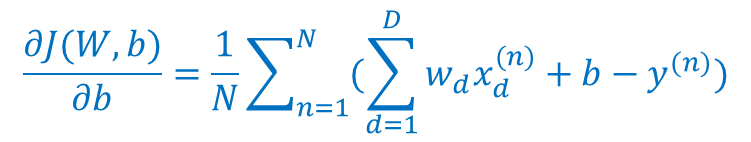 ∂J(W, b)/∂b = 1/N ∑_{n=1}^{N} (∑_{d=1}^{D} w_d x_d^{(n)} + b − y^{(n)})